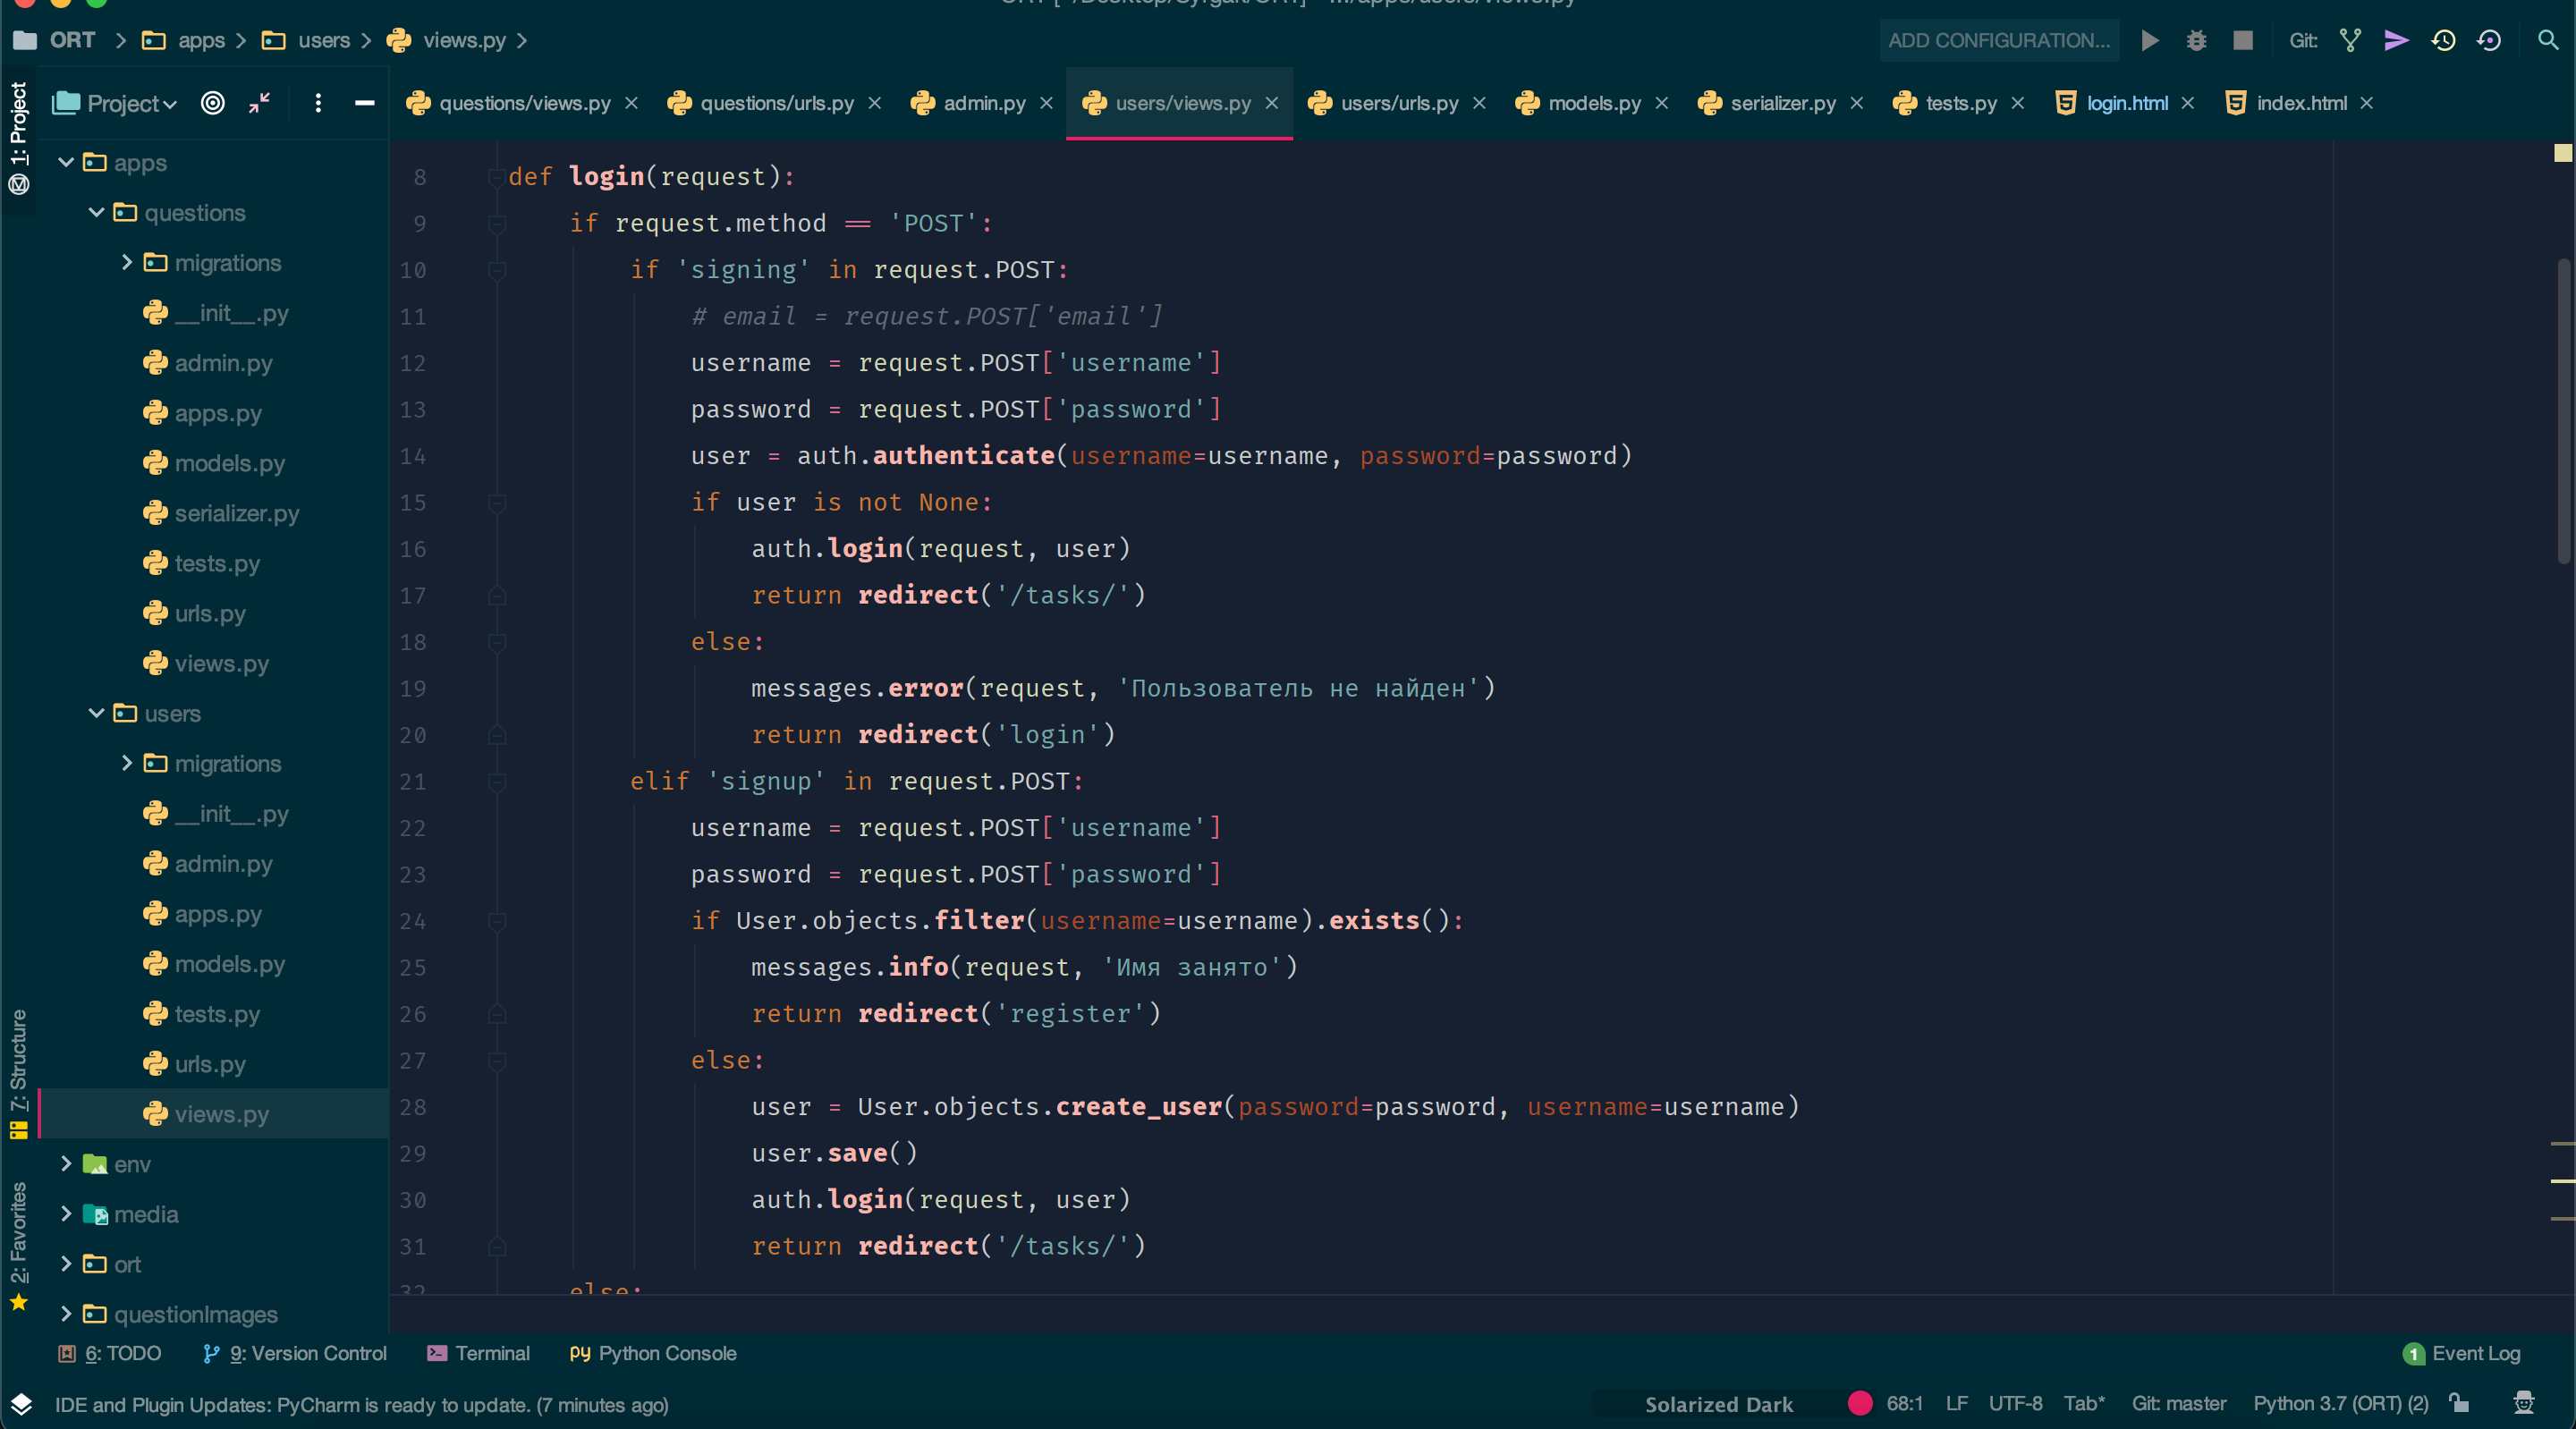 ORT apps users views.py ADD CONFIGURATION... Git:
1: Project
Project
questions/views.py questions/urls.py admin.py users/views.py users/urls.py models.py serializer.py tests.py login.html index.html
apps
questions
migrations
__init__.py
admin.py
apps.py
models.py
serializer.py
tests.py
urls.py
views.py
users
migrations
__init__.py
admin.py
apps.py
models.py
tests.py
urls.py
views.py
env
media
ort
questionImages
7: Structure
2: Favorites
8 def login(request):
9 if request.method == 'POST':
10 if 'signing' in request.POST:
11 # email = request.POST['email']
12 username = request.POST['username']
13 password = request.POST['password']
14 user = auth.authenticate(username=username, password=password)
15 if user is not None:
16 auth.login(request, user)
17 return redirect('/tasks/')
18 else:
19 messages.error(request, 'Пользователь не найден')
20 return redirect('login')
21 elif 'signup' in request.POST:
22 username = request.POST['username']
23 password = request.POST['password']
24 if User.objects.filter(username=username).exists():
25 messages.info(request, 'Имя занято')
26 return redirect('register')
27 else:
28 user = User.objects.create_user(password=password, username=username)
29 user.save()
30 auth.login(request, user)
31 return redirect('/tasks/')
32 else:
6: TODO 9: Version Control Terminal Python Console 1 Event Log
IDE and Plugin Updates: PyCharm is ready to update. (7 minutes ago) Solarized Dark 68:1 LF UTF-8 Tab* Git: master Python 3.7 (ORT) (2)